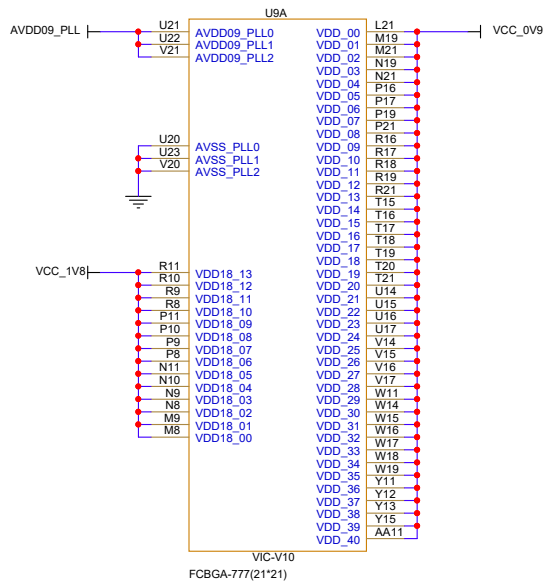 U9A
AVDD09_PLL
U21 AVDD09_PLL0
U22 AVDD09_PLL1
V21 AVDD09_PLL2
U20 AVSS_PLL0
U23 AVSS_PLL1
V20 AVSS_PLL2
VCC_1V8
R11 VDD18_13
R10 VDD18_12
R9 VDD18_11
R8 VDD18_10
P11 VDD18_09
P10 VDD18_08
P9 VDD18_07
P8 VDD18_06
N11 VDD18_05
N10 VDD18_04
N9 VDD18_03
N8 VDD18_02
M9 VDD18_01
M8 VDD18_00
VCC_0V9
VDD_00 L21
VDD_01 M19
VDD_02 M21
VDD_03 N19
VDD_04 N21
VDD_05 P16
VDD_06 P17
VDD_07 P19
VDD_08 P21
VDD_09 R16
VDD_10 R17
VDD_11 R18
VDD_12 R19
VDD_13 R21
VDD_14 T15
VDD_15 T16
VDD_16 T17
VDD_17 T18
VDD_18 T19
VDD_19 T20
VDD_20 T21
VDD_21 U14
VDD_22 U15
VDD_23 U16
VDD_24 U17
VDD_25 V14
VDD_26 V15
VDD_27 V16
VDD_28 V17
VDD_29 W11
VDD_30 W14
VDD_31 W15
VDD_32 W16
VDD_33 W17
VDD_34 W18
VDD_35 W19
VDD_36 Y11
VDD_37 Y12
VDD_38 Y13
VDD_39 Y15
VDD_40 AA11
VIC-V10
FCBGA-777(21*21)